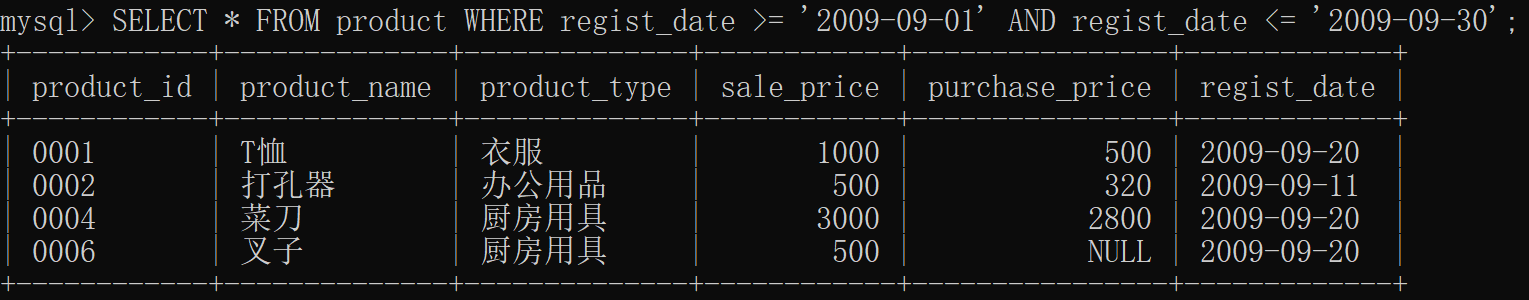 mysql> SELECT * FROM product WHERE regist_date >= '2009-09-01' AND regist_date <= '2009-09-30';
+------------+--------------+--------------+------------+----------------+-------------+
| product_id | product_name | product_type | sale_price | purchase_price | regist_date |
+------------+--------------+--------------+------------+----------------+-------------+
| 0001 | T恤 | 衣服 | 1000 | 500 | 2009-09-20 |
| 0002 | 打孔器 | 办公用品 | 500 | 320 | 2009-09-11 |
| 0004 | 菜刀 | 厨房用具 | 3000 | 2800 | 2009-09-20 |
| 0006 | 叉子 | 厨房用具 | 500 | NULL | 2009-09-20 |
+------------+--------------+--------------+------------+----------------+-------------+